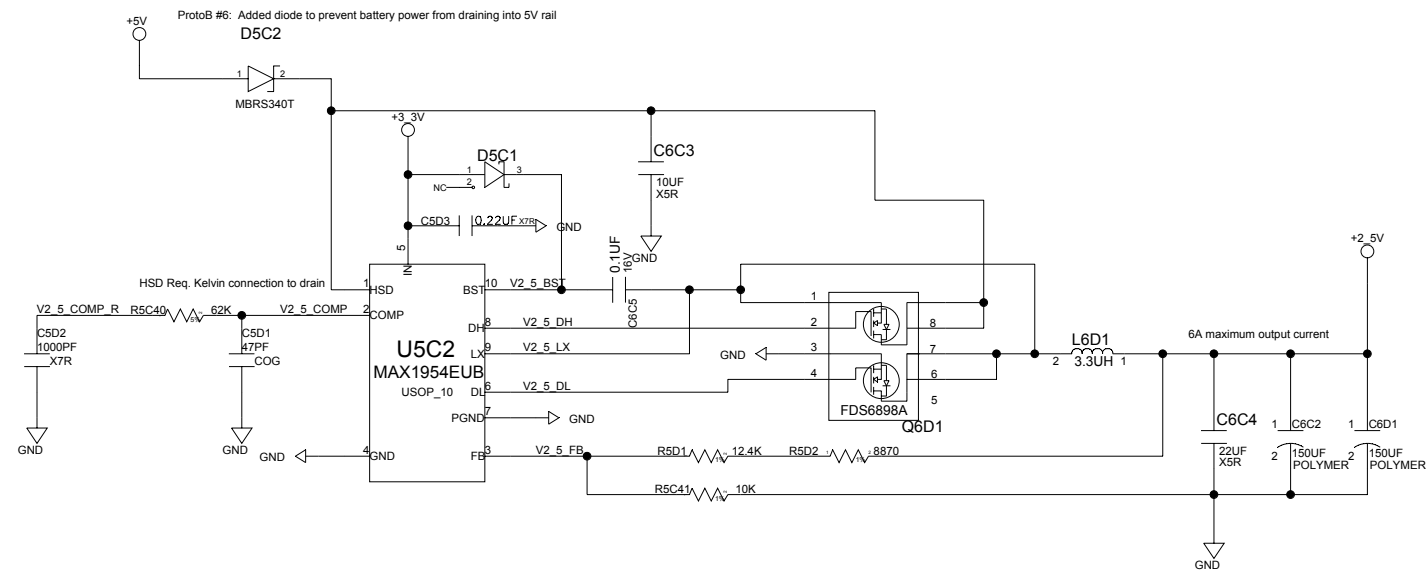 ProtoB #6: Added diode to prevent battery power from draining into 5V rail
+5V
D5C2
1 2
MBRS340T
+3_3V
D5C1
1 3
NC 2
C6C3
10UF
X5R
GND
C5D3 0.22UF X7R GND
5
IN
0.1UF
16V
C6C5
+2_5V
HSD Req. Kelvin connection to drain
1 HSD
BST 10 V2_5_BST
V2_5_COMP_R R5C40 62K V2_5_COMP 2 COMP
5%
C5D2
1000PF
X7R
GND
C5D1
47PF
COG
GND
U5C2
MAX1954EUB
USOP_10
DH 8 V2_5_DH
LX 9 V2_5_LX
DL 6 V2_5_DL
PGND 7 GND
GND 4 GND
FB 3 V2_5_FB
1
2
GND 3
4
8
7
6
5
FDS6898A
Q6D1
6A maximum output current
L6D1
2 1
3.3UH
C6C4
22UF
X5R
1 C6C2
2 150UF
POLYMER
1 C6D1
2 150UF
POLYMER
R5D1 12.4K R5D2 8870
1% 1%
R5C41 10K
1%
GND